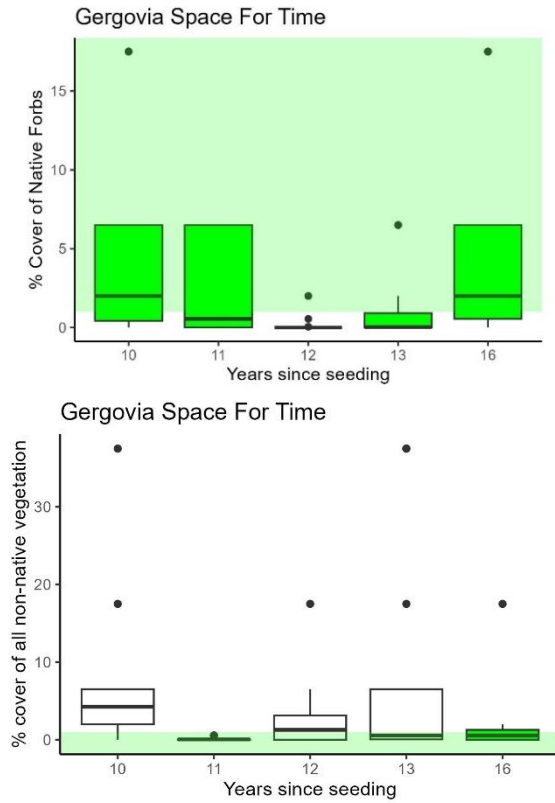 Gergovia Space For Time
% Cover of Native Forbs
15
10
5
0
10 11 12 13 16
Years since seeding
Gergovia Space For Time
% cover of all non-native vegetation
30
20
10
0
10 11 12 13 16
Years since seeding